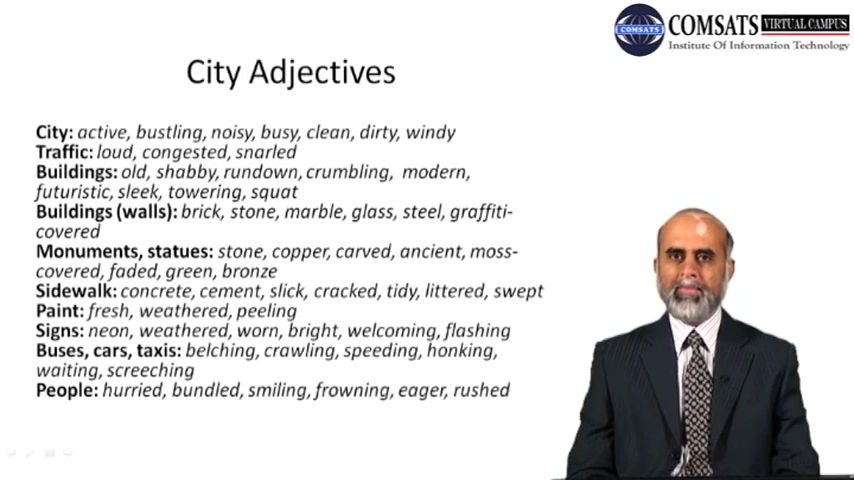 COMSATS VIRTUAL CAMPUS
COMSATS
Institute Of Information Technology
City Adjectives
City: active, bustling, noisy, busy, clean, dirty, windy
Traffic: loud, congested, snarled
Buildings: old, shabby, rundown, crumbling, modern,
futuristic, sleek, towering, squat
Buildings (walls): brick, stone, marble, glass, steel, graffiti-
covered
Monuments, statues: stone, copper, carved, ancient, moss-
covered, faded, green, bronze
Sidewalk: concrete, cement, slick, cracked, tidy, littered, swept
Paint: fresh, weathered, peeling
Signs: neon, weathered, worn, bright, welcoming, flashing
Buses, cars, taxis: belching, crawling, speeding, honking,
waiting, screeching
People: hurried, bundled, smiling, frowning, eager, rushed